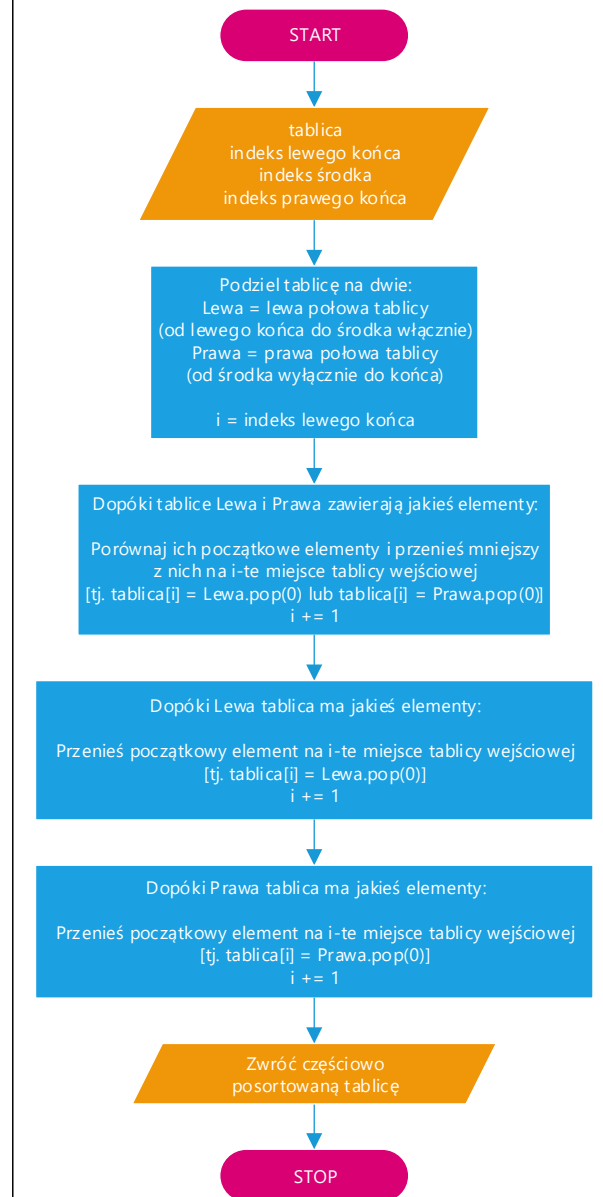 START
tablica
indeks lewego końca
indeks środka
indeks prawego końca
Podziel tablicę na dwie:
Lewa = lewa połowa tablicy
(od lewego końca do środka włącznie)
Prawa = prawa połowa tablicy
(od środka wyłącznie do końca)
i = indeks lewego końca
Dopóki tablice Lewa i Prawa zawierają jakieś elementy:
Porównaj ich początkowe elementy i przenieś mniejszy
z nich na i-te miejsce tablicy wejściowej
[tj. tablica[i] = Lewa.pop(0) lub tablica[i] = Prawa.pop(0)]
i += 1
Dopóki Lewa tablica ma jakieś elementy:
Przenieś początkowy element na i-te miejsce tablicy wejściowej
[tj. tablica[i] = Lewa.pop(0)]
i += 1
Dopóki Prawa tablica ma jakieś elementy:
Przenieś początkowy element na i-te miejsce tablicy wejściowej
[tj. tablica[i] = Prawa.pop(0)]
i += 1
Zwróć częściowo
posortowaną tablicę
STOP